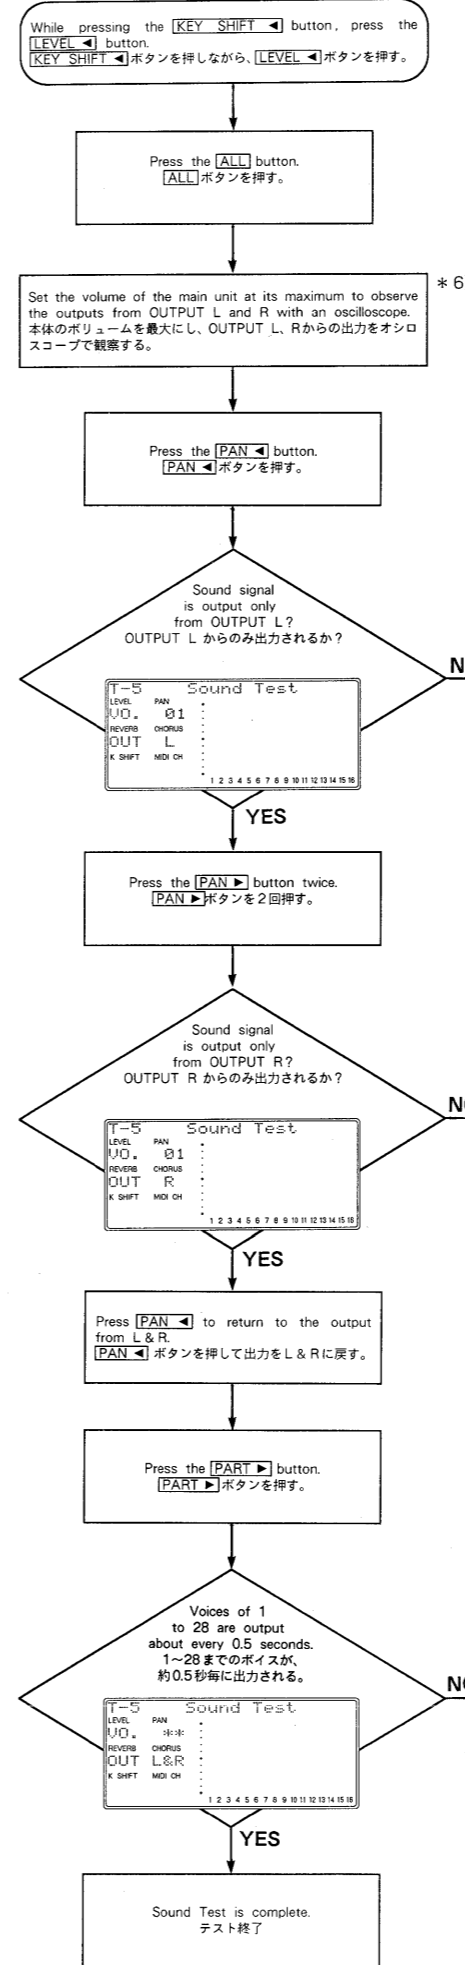 While pressing the KEY SHIFT ◄ button, press the
LEVEL ◄ button.
KEY SHIFT ◄ ボタンを押しながら、LEVEL ◄ ボタンを押す。
Press the ALL button.
ALL ボタンを押す。
＊6
Set the volume of the main unit at its maximum to observe
the outputs from OUTPUT L and R with an oscilloscope.
本体のボリュームを最大にし、OUTPUT L、Rからの出力をオシロ
スコープで観察する。
Press the PAN ◄ button.
PAN ◄ ボタンを押す。
Sound signal
is output only
from OUTPUT L?
OUTPUT L からのみ出力されるか？
T-5 Sound Test
LEVEL PAN
VO. 01
REVERB CHORUS
OUT L
K SHIFT MIDI CH
1 2 3 4 5 6 7 8 9 10 11 12 13 14 15 16
YES
Press the PAN ► button twice.
PAN ► ボタンを2回押す。
Sound signal
is output only
from OUTPUT R?
OUTPUT R からのみ出力されるか？
T-5 Sound Test
LEVEL PAN
VO. 01
REVERB CHORUS
OUT R
K SHIFT MIDI CH
1 2 3 4 5 6 7 8 9 10 11 12 13 14 15 16
YES
Press PAN ◄ to return to the output
from L & R.
PAN ◄ ボタンを押して出力をL & Rに戻す。
Press the PART ► button.
PART ► ボタンを押す。
Voices of 1
to 28 are output
about every 0.5 seconds.
1～28までのボイスが、
約0.5秒毎に出力される。
T-5 Sound Test
LEVEL PAN
VO. **
REVERB CHORUS
OUT L&R
K SHIFT MIDI CH
1 2 3 4 5 6 7 8 9 10 11 12 13 14 15 16
YES
Sound Test is complete.
テスト終了